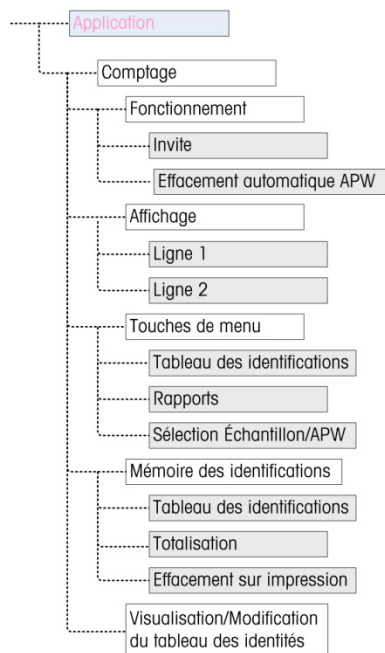 Application
Comptage
Fonctionnement
Invite
Effacement automatique APW
Affichage
Ligne 1
Ligne 2
Touches de menu
Tableau des identifications
Rapports
Sélection Échantillon/APW
Mémoire des identifications
Tableau des identifications
Totalisation
Effacement sur impression
Visualisation/Modification
du tableau des identités